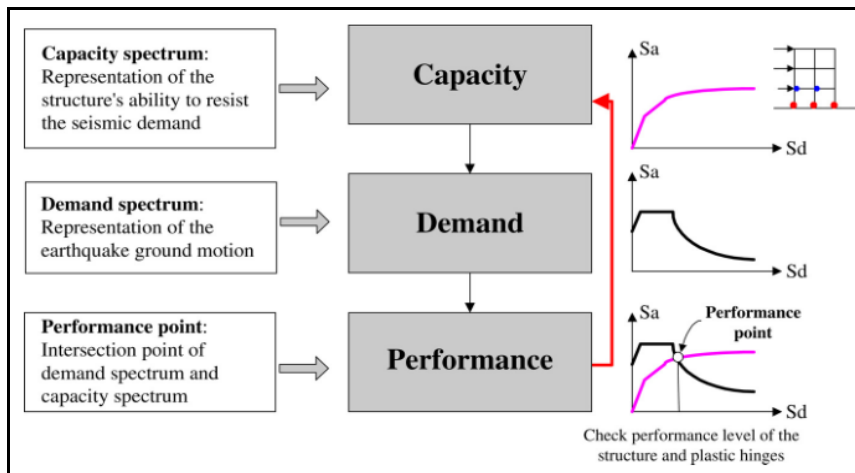 Capacity spectrum:
Representation of the
structure's ability to resist
the seismic demand
Capacity
Sa
Sd
Demand spectrum:
Representation of the
earthquake ground motion
Demand
Sa
Sd
Performance point:
Intersection point of
demand spectrum and
capacity spectrum
Performance
Sa
Performance
point
Sd
Check performance level of the
structure and plastic hinges